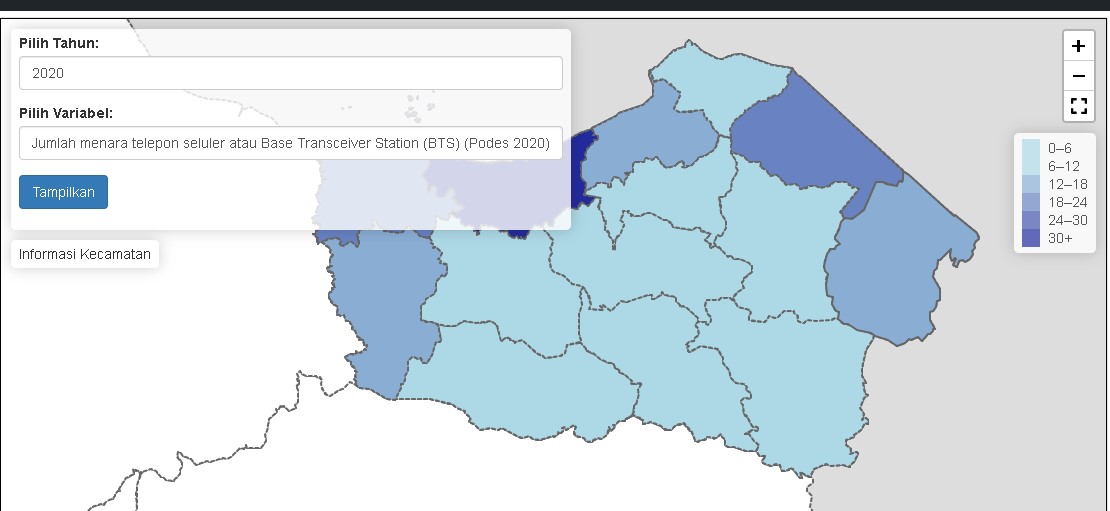 Pilih Tahun:
2020
Pilih Variabel:
Jumlah menara telepon seluler atau Base Transceiver Station (BTS) (Podes 2020)
Tampilkan
Informasi Kecamatan
+
−
0–6
6–12
12–18
18–24
24–30
30+